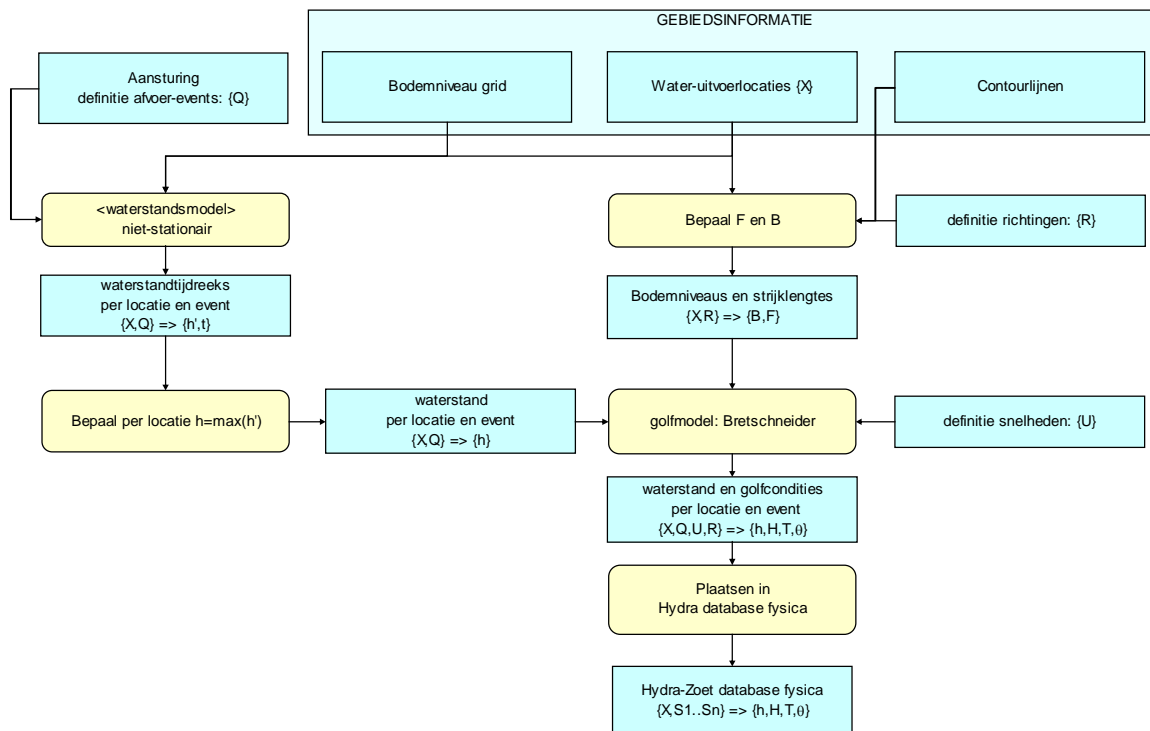 GEBIEDSINFORMATIE
Aansturing
definitie afvoer-events: {Q}
Bodemniveau grid
Water-uitvoerlocaties {X}
Contourlijnen
<waterstandsmodel>
niet-stationair
Bepaal F en B
definitie richtingen: {R}
waterstandtijdreeks
per locatie en event
{X,Q} => {h',t}
Bodemniveaus en strijklengtes
{X,R} => {B,F}
Bepaal per locatie h=max(h')
waterstand
per locatie en event
{X,Q} => {h}
golfmodel: Bretschneider
definitie snelheden: {U}
waterstand en golfcondities
per locatie en event
{X,Q,U,R} => {h,H,T,θ}
Plaatsen in
Hydra database fysica
Hydra-Zoet database fysica
{X,S1..Sn} => {h,H,T,θ}